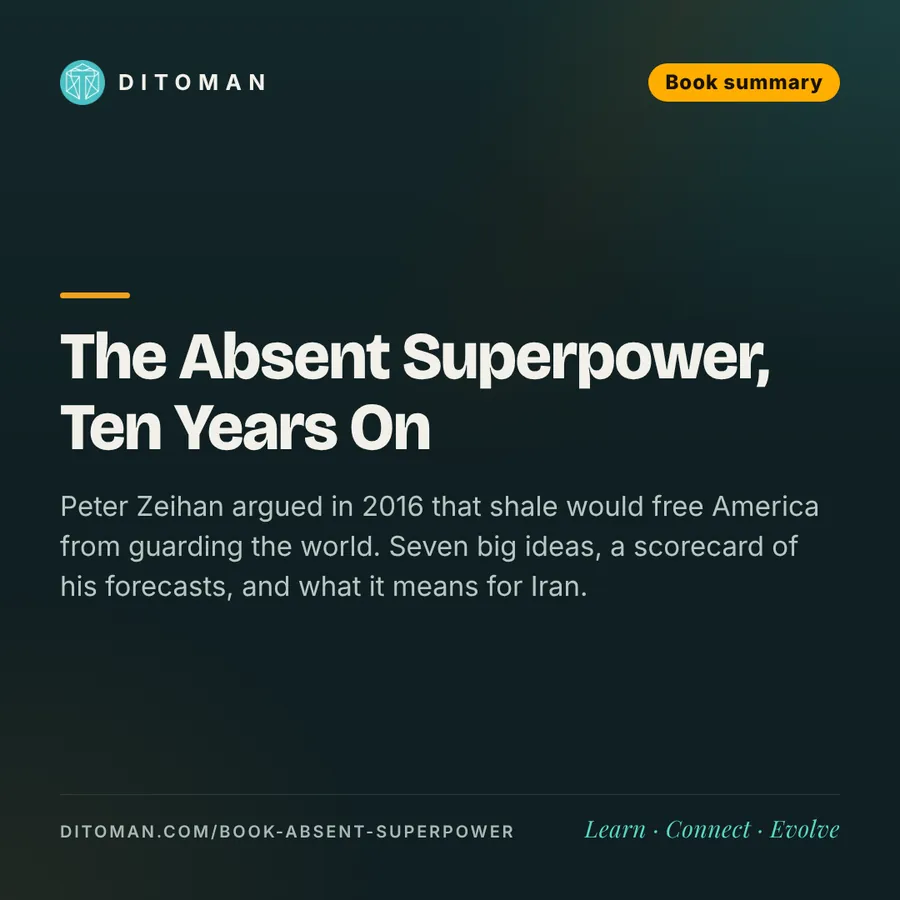 DITOMAN
Book summary
The Absent Superpower,
Ten Years On
Peter Zeihan argued in 2016 that shale would free America
from guarding the world. Seven big ideas, a scorecard of
his forecasts, and what it means for Iran.
DITOMAN.COM/BOOK-ABSENT-SUPERPOWER
Learn · Connect · Evolve